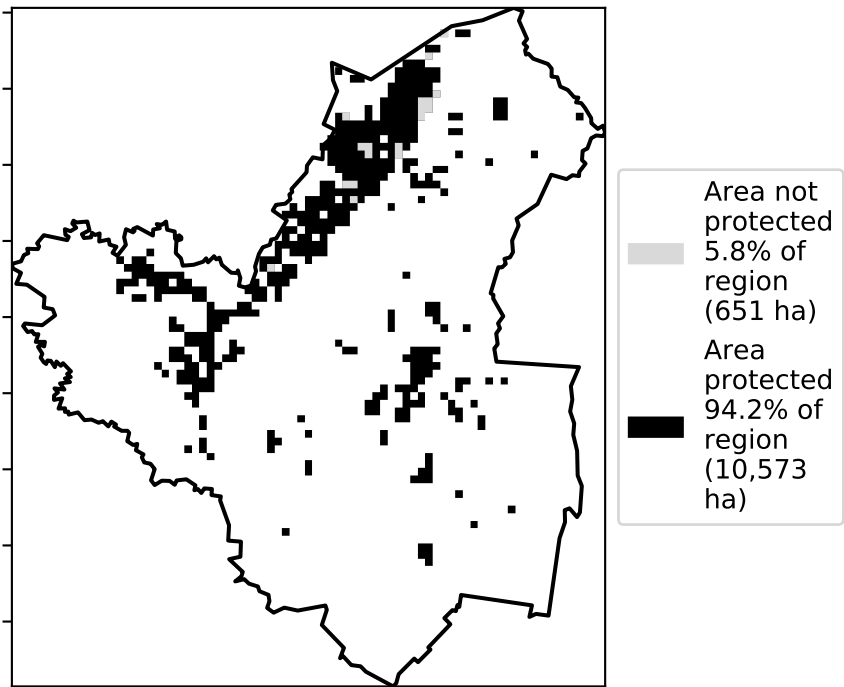 Area not
protected
5.8% of
region
(651 ha)
Area
protected
94.2% of
region
(10,573
ha)